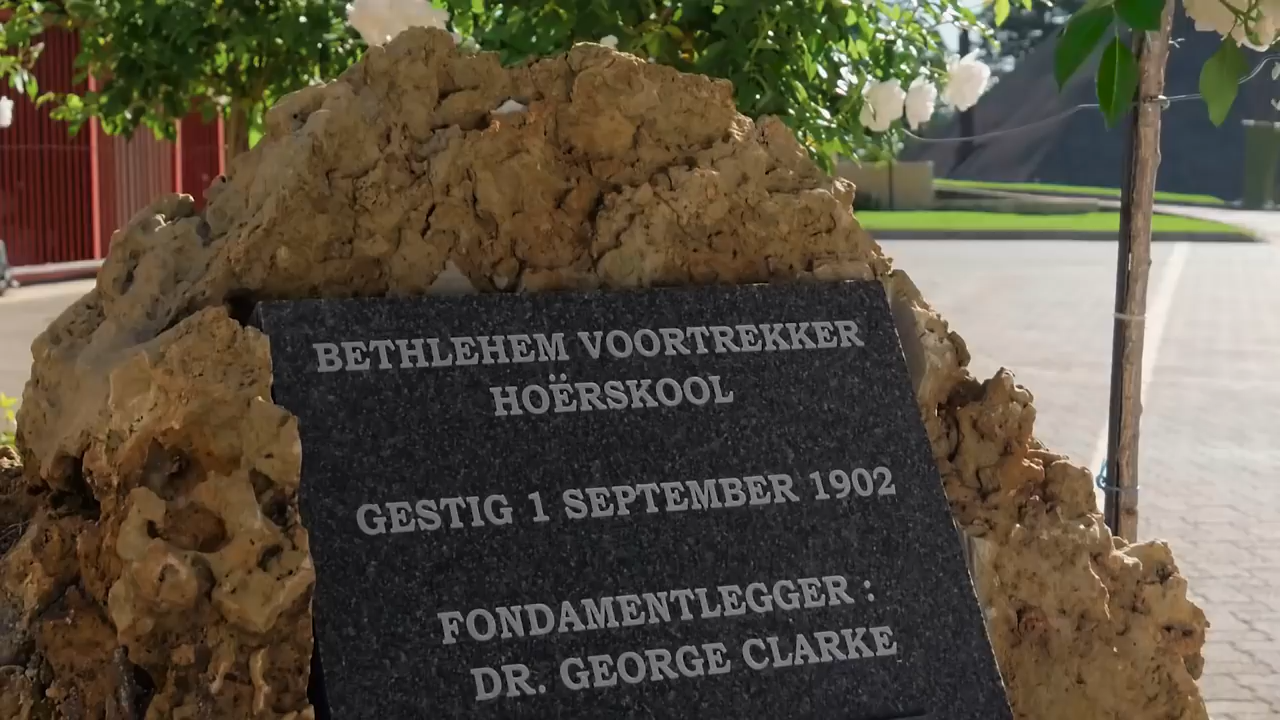 BETHLEHEM VOORTREKKER
HOËRSKOOL
GESTIG 1 SEPTEMBER 1902
FONDAMENTLEGGER :
DR. GEORGE CLARKE